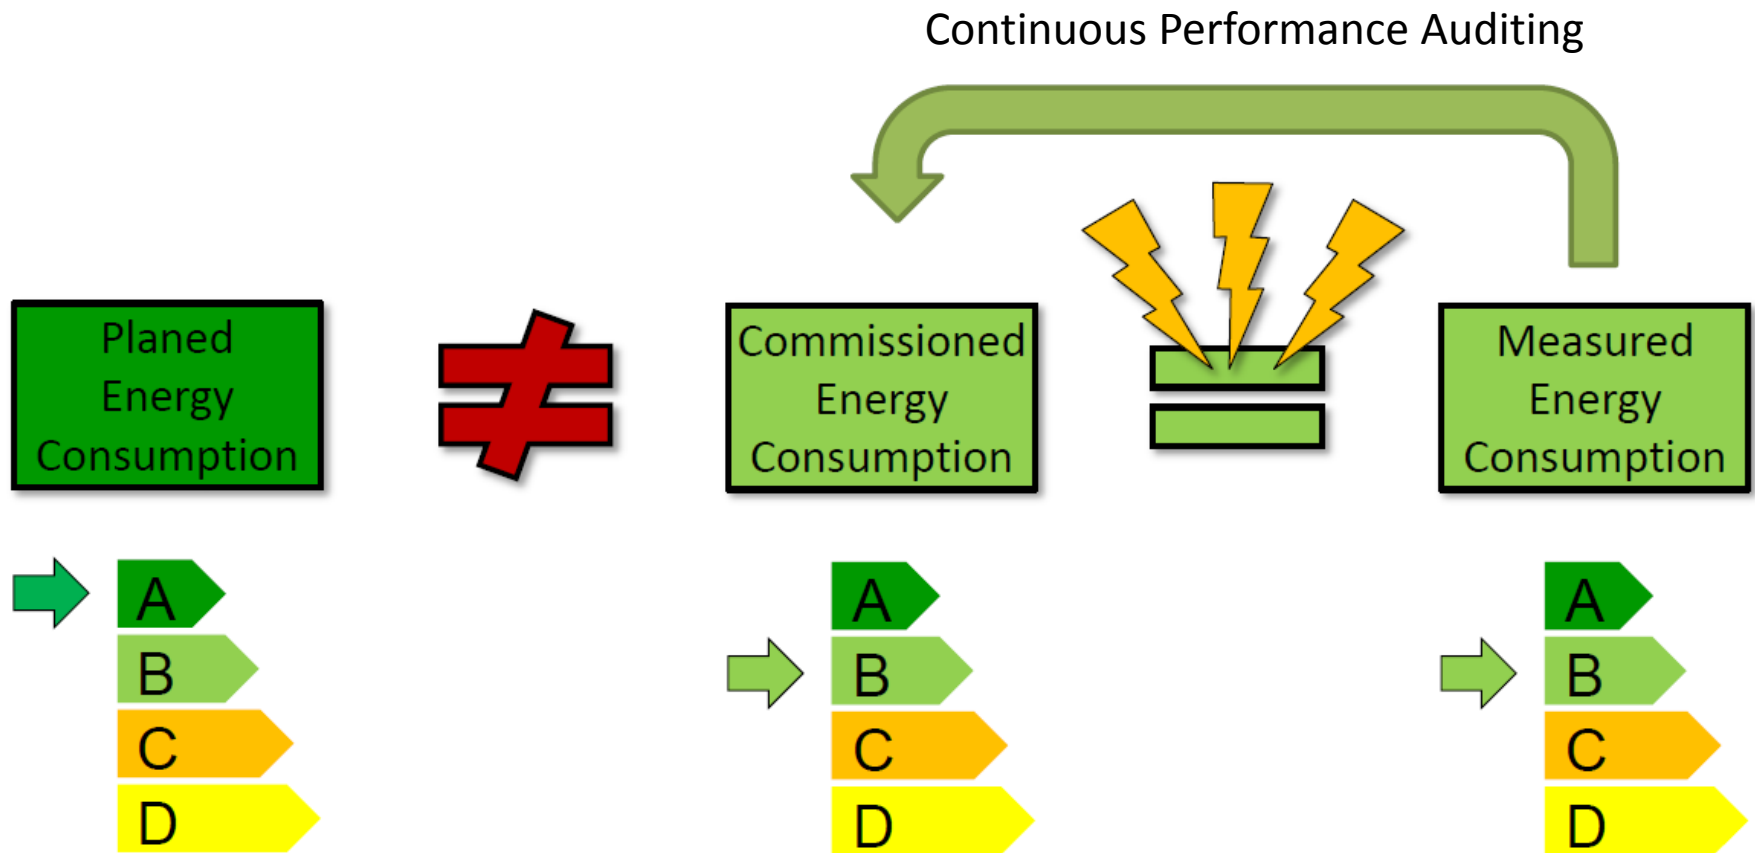 Continuous Performance Auditing
Planed
Energy
Consumption
Commissioned
Energy
Consumption
Measured
Energy
Consumption
A
B
C
D
A
B
C
D
A
B
C
D